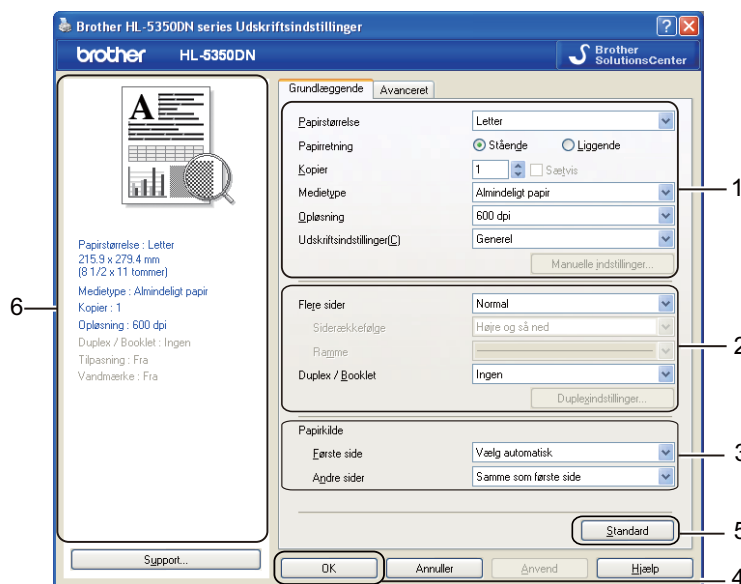 Brother HL-5350DN series Udskriftsindstillinger
brother HL-5350DN
Brother
SolutionsCenter
Grundlæggende Avanceret
A
Papirstørrelse Letter
Papirretning Stående Liggende
Kopier 1 Sætvis
Medietype Almindeligt papir
1
Opløsning 600 dpi
Udskriftsindstillinger(C) Generel
Manuelle indstillinger...
Papirstørrelse : Letter
215.9 x 279.4 mm
(8 1/2 x 11 tommer)
Medietype : Almindeligt papir
Kopier : 1
Opløsning : 600 dpi
Duplex / Booklet : Ingen
Tilpasning : Fra
Vandmærke : Fra
6
Flere sider Normal
Siderækkefølge Højre og så ned
Ramme
2
Duplex / Booklet Ingen
Duplexindstillinger...
Papirkilde
Første side Vælg automatisk
3
Andre sider Samme som første side
Standard
5
Support...
OK Annuller Anvend Hjælp
4